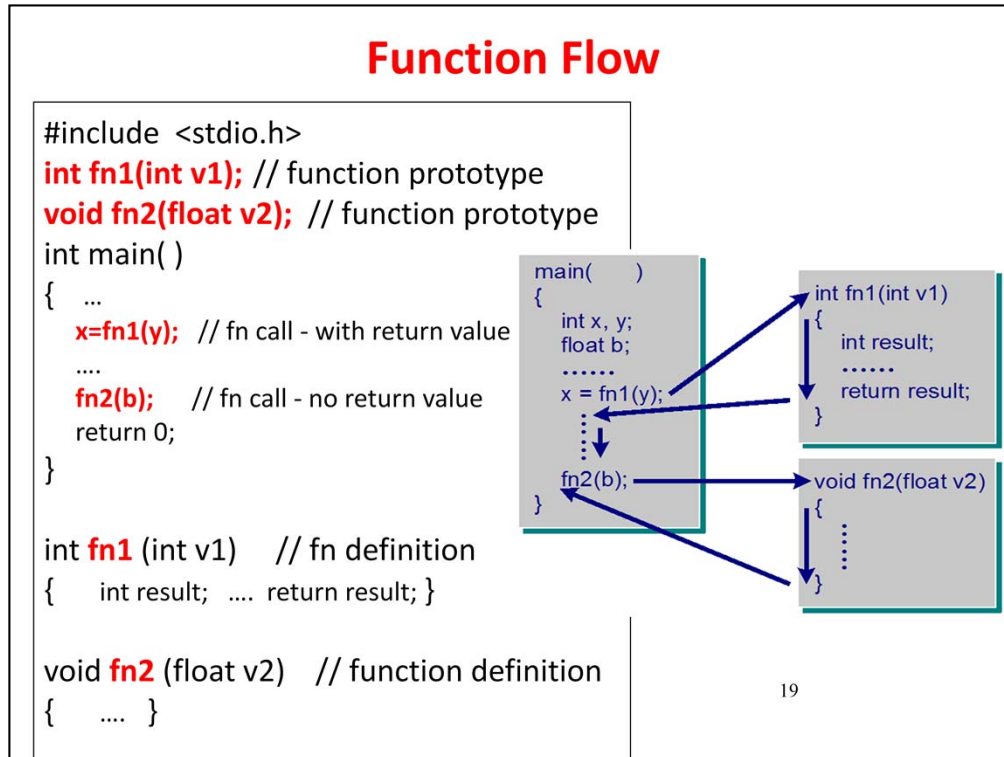 Function Flow
#include <stdio.h>
int fn1(int v1); // function prototype
void fn2(float v2); // function prototype
int main( )
{ …
x=fn1(y); // fn call - with return value
….
fn2(b); // fn call - no return value
return 0;
}
int fn1 (int v1) // fn definition
{ int result; …. return result; }
void fn2 (float v2) // function definition
{ …. }
main( )
{
int x, y;
float b;
……
x = fn1(y);
fn2(b);
}
int fn1(int v1)
{
int result;
……
return result;
}
void fn2(float v2)
{
}
19